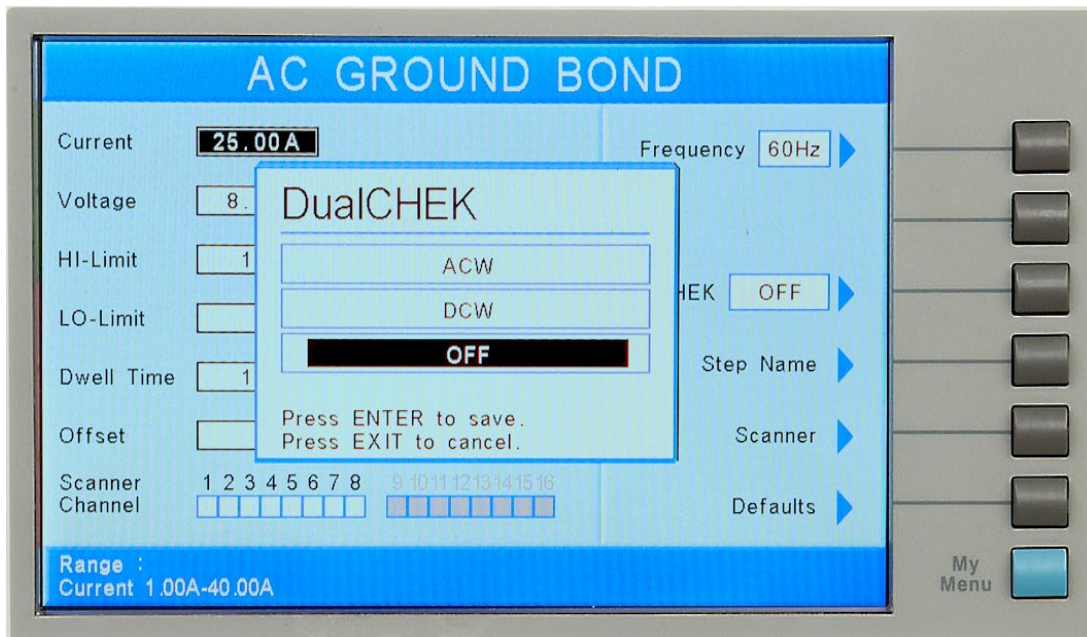 AC GROUND BOND
Current 25.00A
Frequency 60Hz
Voltage 8.
DualCHEK
HI-Limit 1
ACW
HEK OFF
LO-Limit
DCW
OFF
Step Name
Dwell Time 1
Press ENTER to save.
Press EXIT to cancel.
Offset
Scanner
Scanner
Channel
1 2 3 4 5 6 7 8 9 10 11 12 13 14 15 16
Defaults
Range :
Current 1.00A-40.00A
My
Menu